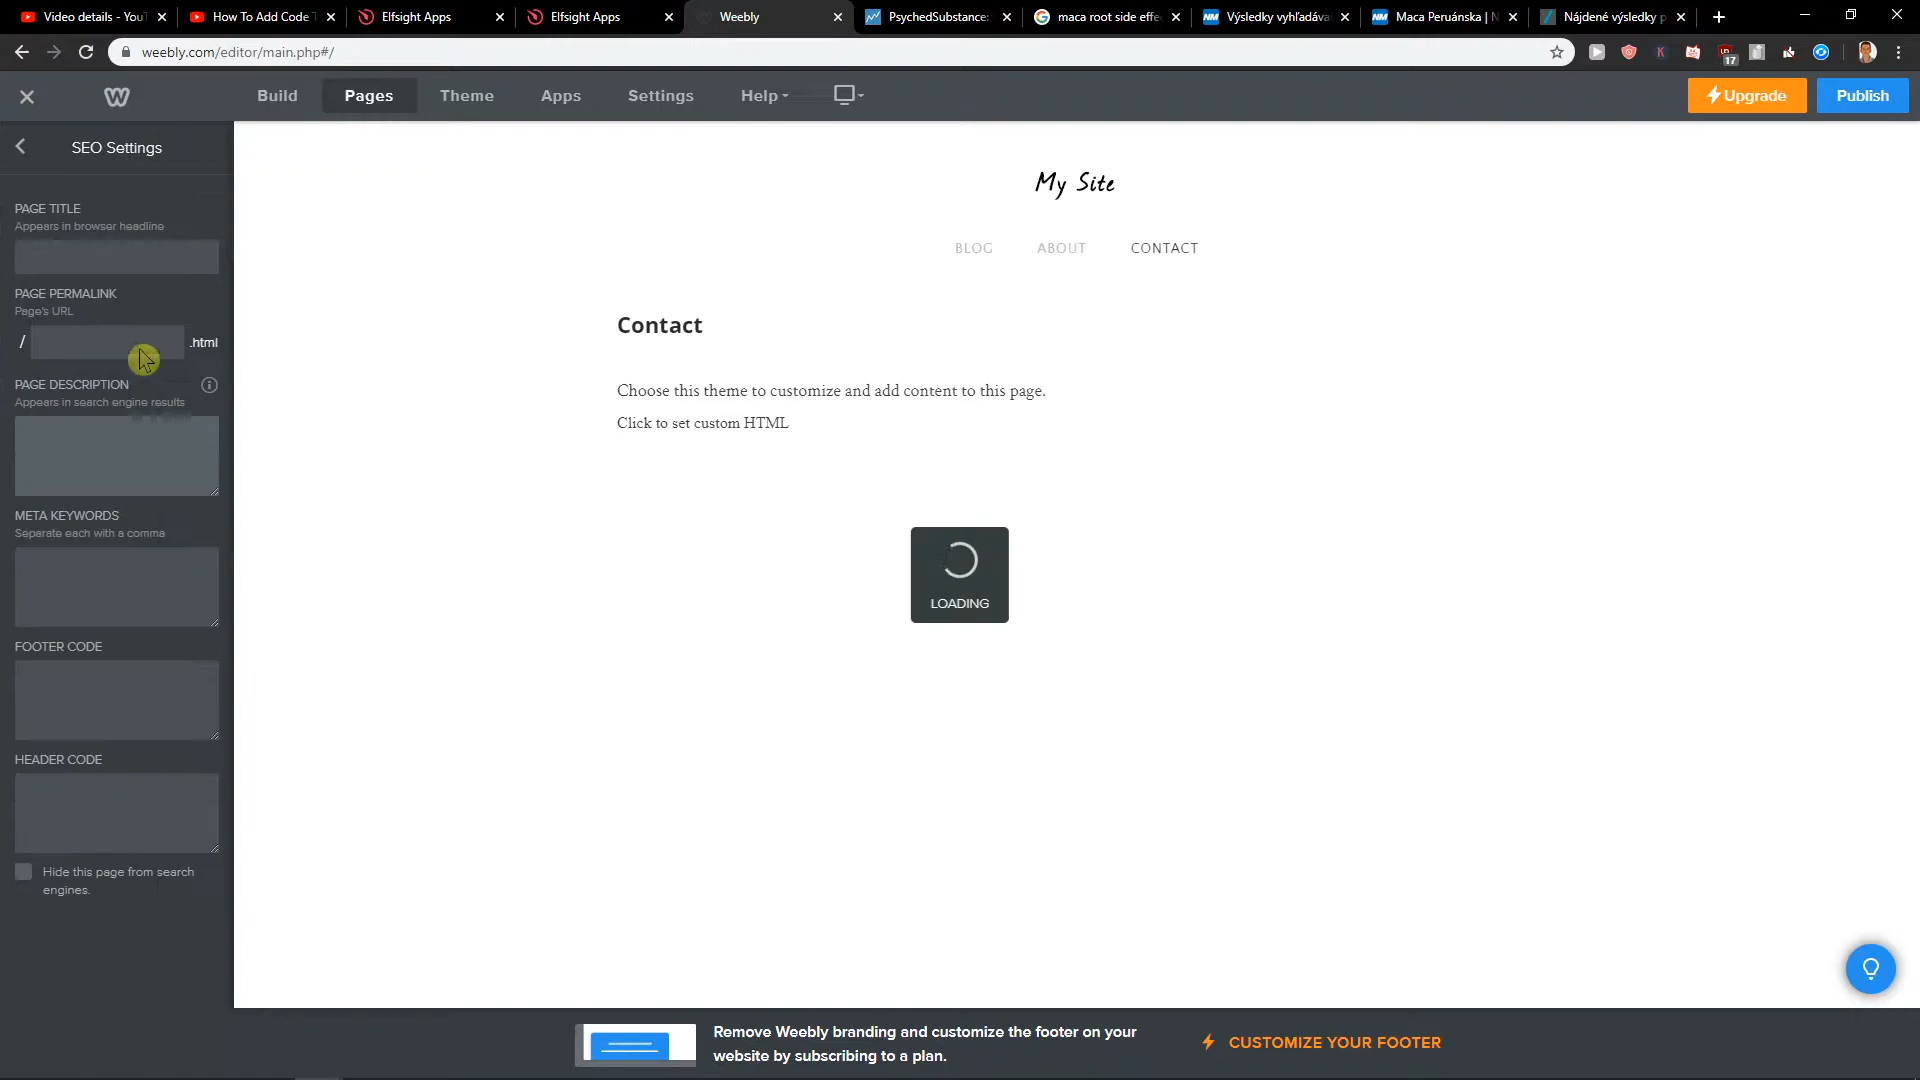 Video details - YouT
How To Add Code T
Elfsight Apps
Elfsight Apps
Weebly
PsychedSubstance:
maca root side effe
Výsledky vyhľadáva
Maca Peruánska | N
Nájdené výsledky p
weebly.com/editor/main.php#/
17
Build
Pages
Theme
Apps
Settings
Help
Upgrade
Publish
SEO Settings
PAGE TITLE
Appears in browser headline
PAGE PERMALINK
Page's URL
/
.html
PAGE DESCRIPTION
Appears in search engine results
META KEYWORDS
Separate each with a comma
FOOTER CODE
HEADER CODE
Hide this page from search
engines.
My Site
BLOG
ABOUT
CONTACT
Contact
Choose this theme to customize and add content to this page.
Click to set custom HTML
LOADING
Remove Weebly branding and customize the footer on your
website by subscribing to a plan.
CUSTOMIZE YOUR FOOTER